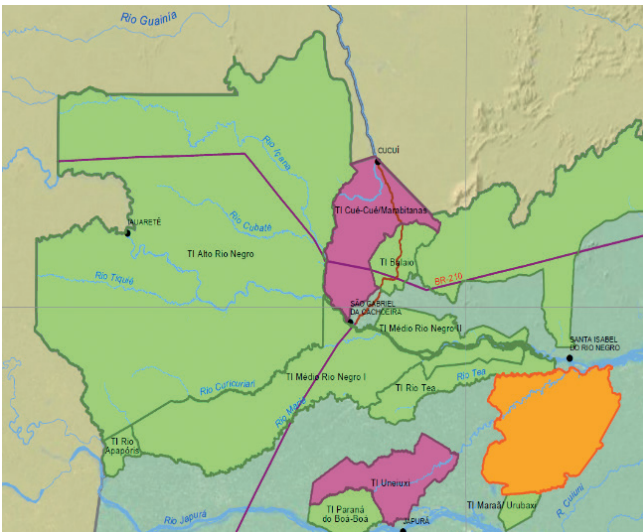 Rio Guainía
CUCUÍ
Rio Içana
TI Cué-Cué/Marabitanas
Rio Cubaté
IAUARETÊ
TI Alto Rio Negro
TI Balaio
Rio Tiquié
BR-210
SÃO GABRIEL
DA CACHOEIRA
TI Médio Rio Negro II
SANTA ISABEL
DO RIO NEGRO
Rio Curicuriari
TI Médio Rio Negro I
Rio Tea
TI Rio Tea
Rio Marié
TI Rio
Apapóris
TI Uneiuxi
TI Paraná
do Boá-Boá
TI Maraã/ Urubaxi
R. Cuiuni
Rio Japurá
JAPURÁ